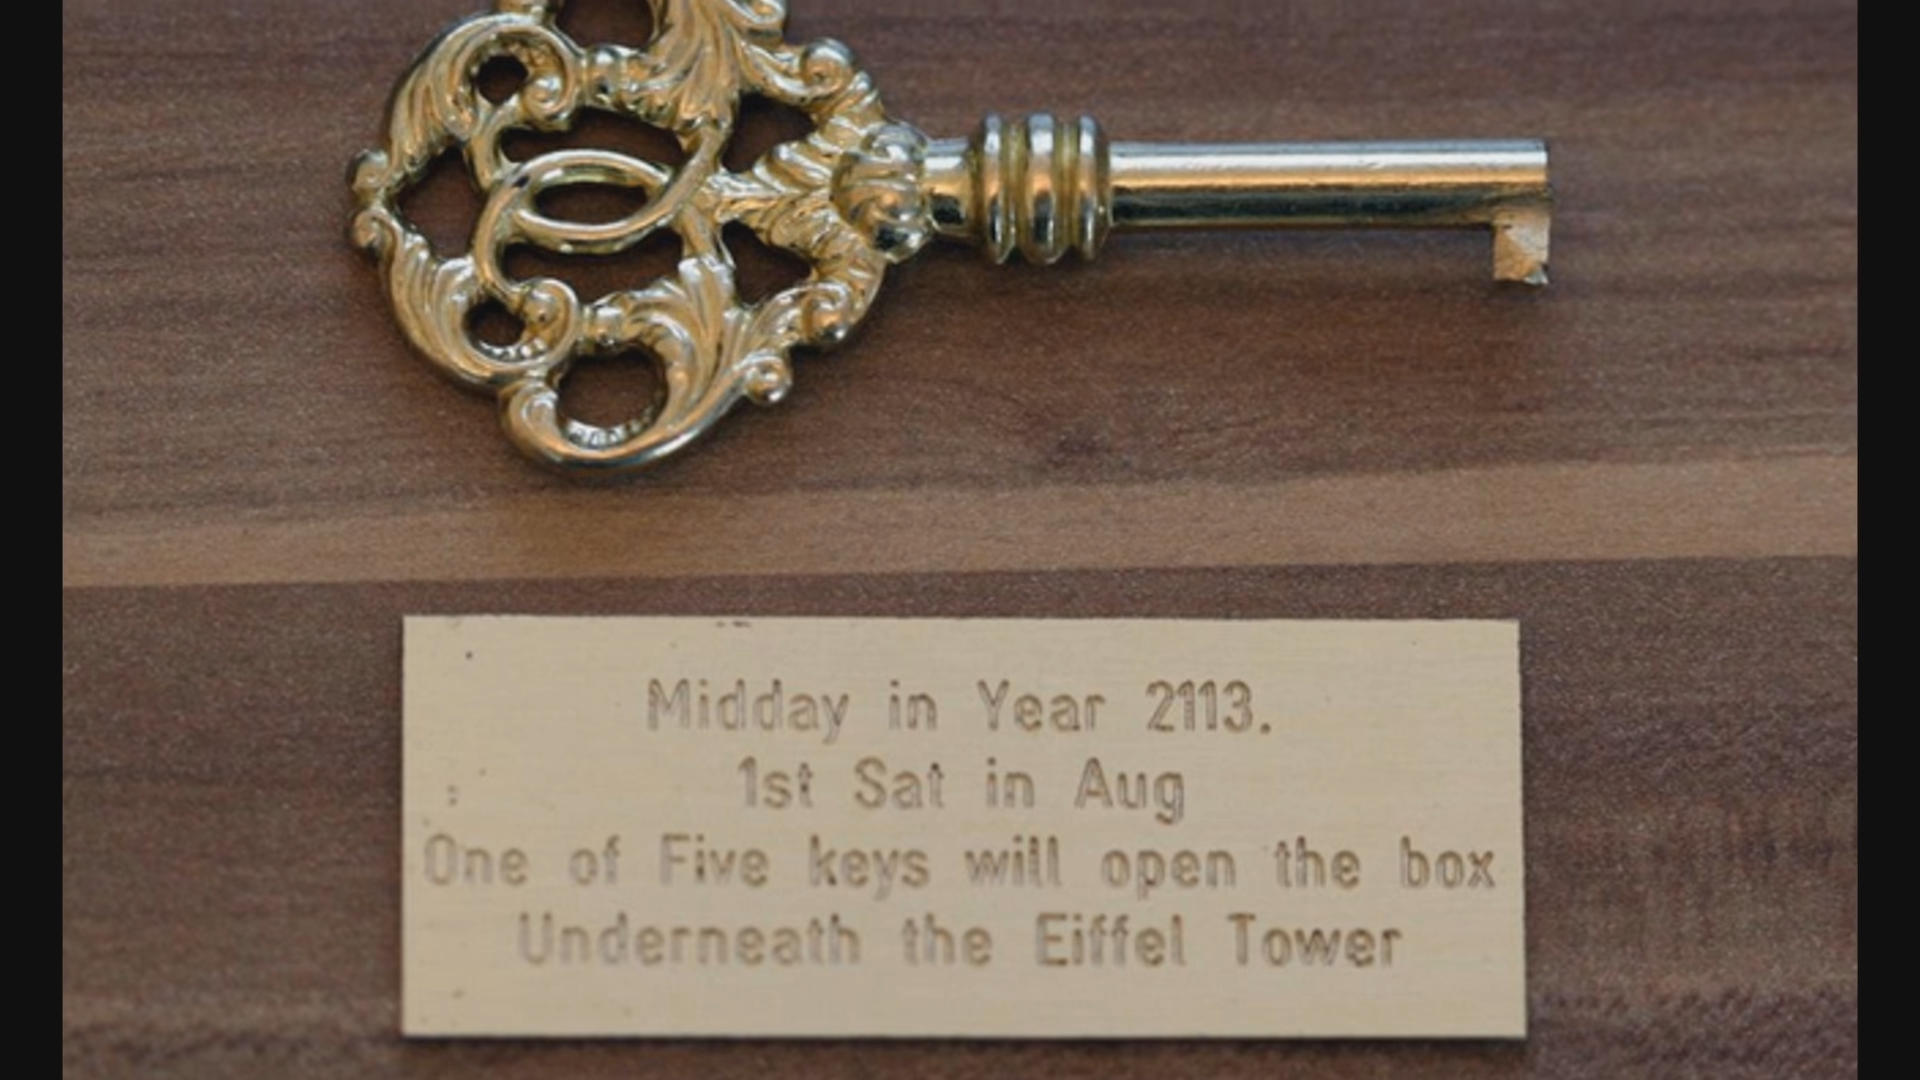 Midday in Year 2113.
1st Sat in Aug
One of Five keys will open the box
Underneath the Eiffel Tower